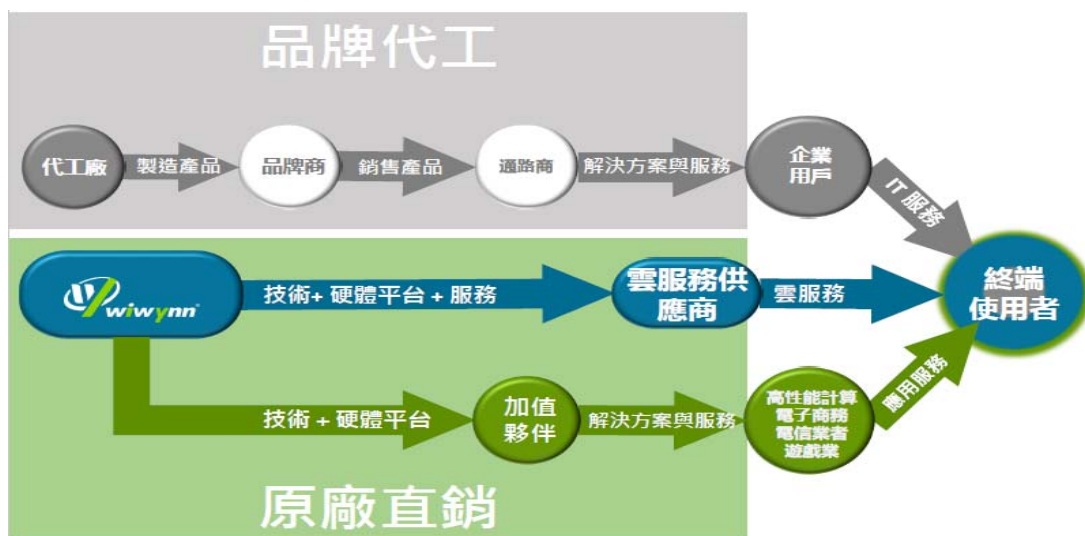 品牌代工
代工廠
製造產品
品牌商
銷售產品
通路商
解決方案與服務
企業
用戶
IT 服務
wiwynn®
技術+ 硬體平台 + 服務
雲服務供
應商
雲服務
終端
使用者
技術 + 硬體平台
加值
夥伴
解決方案與服務
高性能計算
電子商務
電信業者
遊戲業
應用服務
原廠直銷